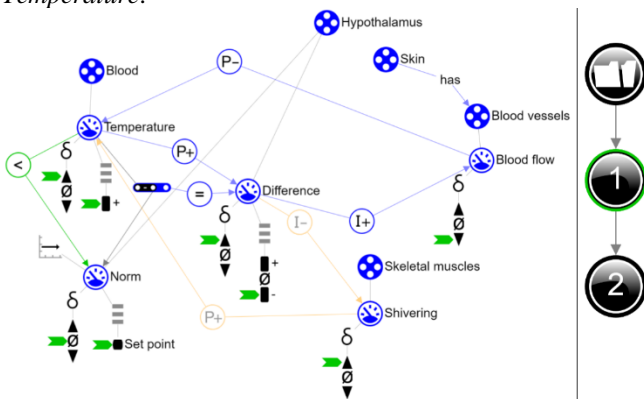 Temperature.
Hypothalamus
P-
Skin
Blood
has
Blood vessels
Temperature
δ
P+
<
Blood flow
Ø
+
=
Difference
δ
I-
I+
δ
Norm
+
Ø
-
Ø
Skeletal muscles
Ø
δ
P+
Shivering
Ø
Set point
δ
Ø
1
2